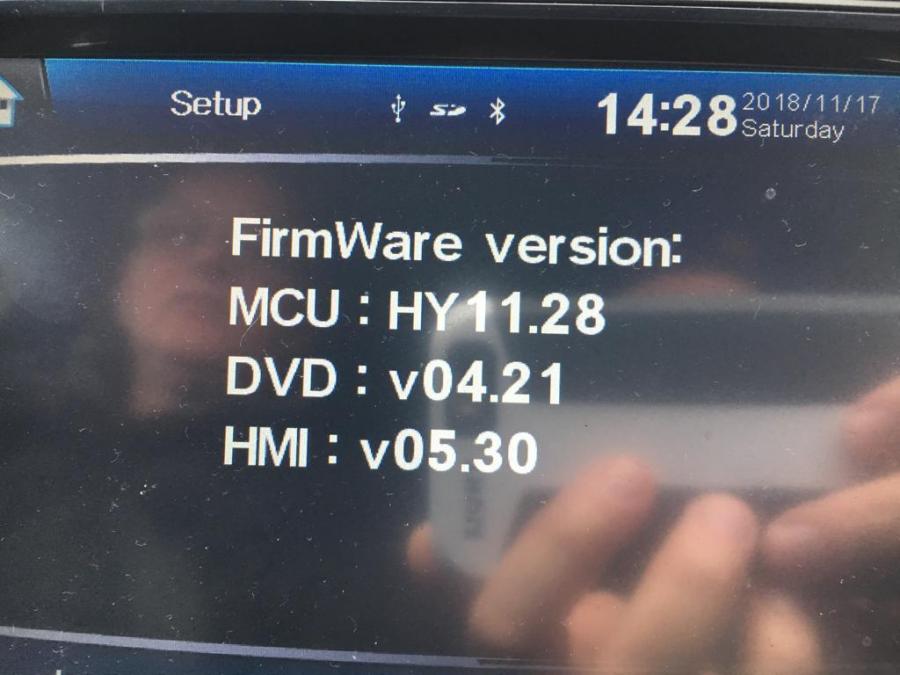 Setup
14:28
2018/11/17
Saturday
FirmWare version:
MCU : HY11.28
DVD : v04.21
HMI : v05.30